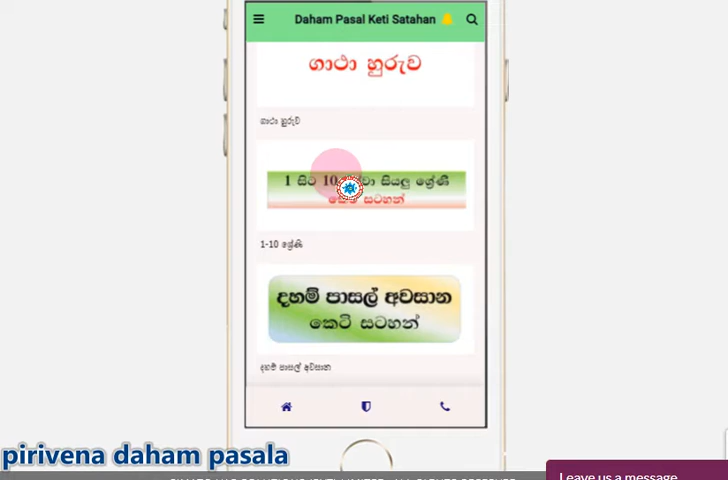 Daham Pasal Keti Satahan
ගාථා හුරුව
ගාථා හුරුව
1 සිට 10 සියලු ශ්‍රේණී
කෙටි සටහන්
1-10 ශ්‍රේණි
දහම් පාසල් අවසාන
කෙටි සටහන්
දහම් පාසල් අවසාන
pirivena daham pasala
Leave us a message